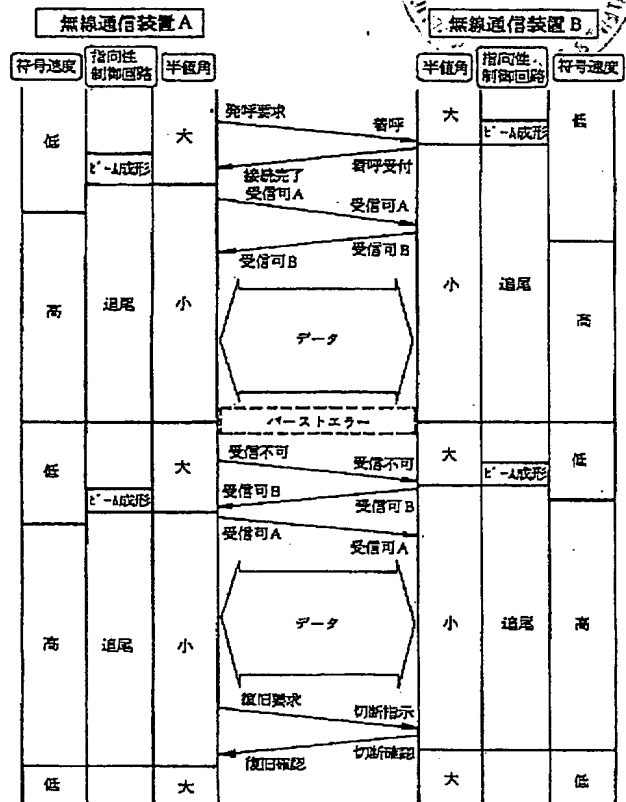 無線通信装置A
無線通信装置B
符号速度
指向性
制御回路
半値角
半値角
指向性
制御回路
符号速度
低
大
大
低
ビーム成形
ビーム成形
発呼要求
着呼
着呼受付
接続完了
受信可A
受信可A
受信可B
受信可B
高
追尾
小
データ
小
追尾
高
バーストエラー
低
大
大
低
ビーム成形
ビーム成形
受信不可
受信不可
受信可B
受信可B
受信可A
受信可A
高
追尾
小
データ
小
追尾
高
復旧要求
切断指示
切断確認
復旧確認
低
大
大
低